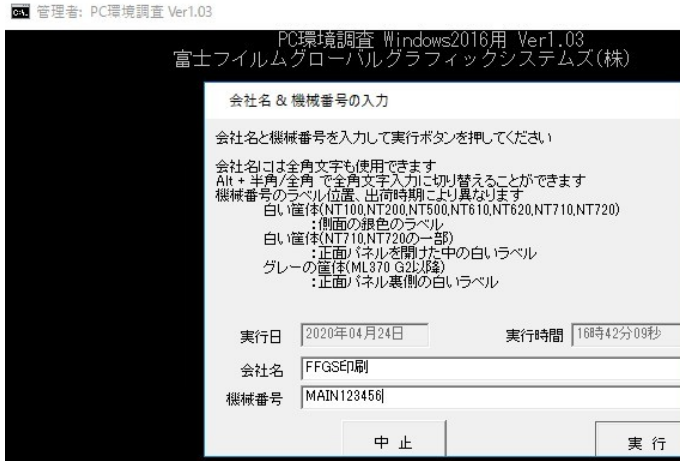 管理者: PC環境調査 Ver1.03
PC環境調査 Windows2016用 Ver1.03
富士フイルムグローバルグラフィックシステムズ(株)
会社名 & 機械番号の入力
会社名と機械番号を入力して実行ボタンを押してください
会社名には全角文字も使用できます
Alt + 半角/全角 で全角文字入力に切り替えることができます
機械番号のラベル位置、出荷時期により異なります
白い筐体(NT100,NT200,NT500,NT610,NT620,NT710,NT720)
:側面の銀色のラベル
白い筐体(NT710,NT720の一部)
:正面パネルを開けた中の白いラベル
グレーの筐体(ML370 G2以降)
:正面パネル裏側の白いラベル
実行日 2020年04月24日 実行時間 16時42分09秒
会社名 FFGS印刷
機械番号 MAIN123456
中止 実行